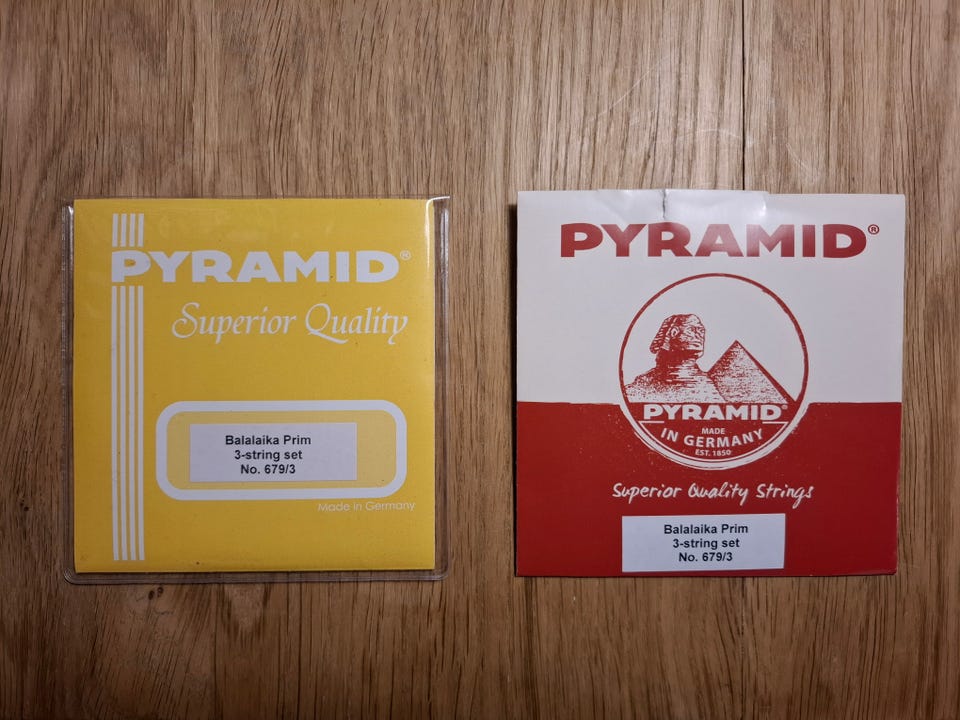 PYRAMID®
Superior Quality
Balalaika Prim
3-string set
No. 679/3
Made in Germany
PYRAMID®
PYRAMID®
MADE
IN GERMANY
EST. 1850
Superior Quality Strings
Balalaika Prim
3-string set
No. 679/3